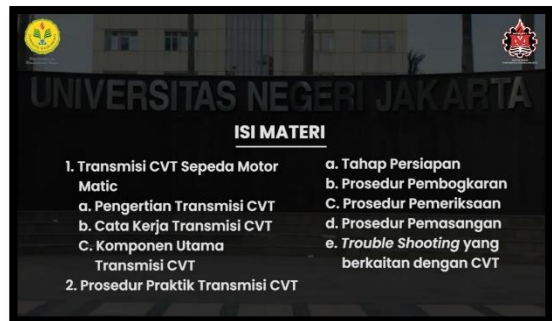 UNIVERSITAS NEGERI JAKARTA
ISI MATERI
1. Transmisi CVT Sepeda Motor
Matic
a. Pengertian Transmisi CVT
b. Cata Kerja Transmisi CVT
C. Komponen Utama
Transmisi CVT
2. Prosedur Praktik Transmisi CVT
a. Tahap Persiapan
b. Prosedur Pembogkaran
C. Prosedur Pemeriksaan
d. Prosedur Pemasangan
e. Trouble Shooting yang
berkaitan dengan CVT